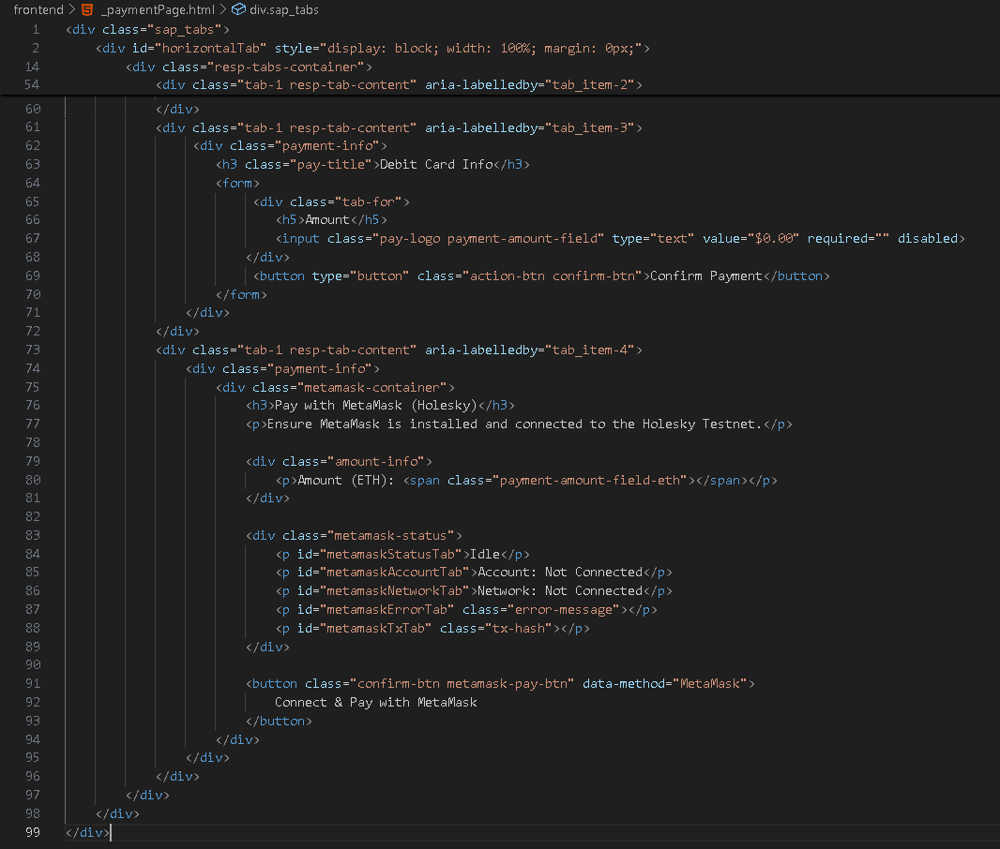 frontend > _paymentPage.html > div.sap_tabs
1 <div class="sap_tabs">
2 <div id="horizontalTab" style="display: block; width: 100%; margin: 0px;">
14 <div class="resp-tabs-container">
54 <div class="tab-1 resp-tab-content" aria-labelledby="tab_item-2">
60 </div>
61 <div class="tab-1 resp-tab-content" aria-labelledby="tab_item-3">
62 <div class="payment-info">
63 <h3 class="pay-title">Debit Card Info</h3>
64 <form>
65 <div class="tab-for">
66 <h5>Amount</h5>
67 <input class="pay-logo payment-amount-field" type="text" value="$0.00" required="" disabled>
68 </div>
69 <button type="button" class="action-btn confirm-btn">Confirm Payment</button>
70 </form>
71 </div>
72 </div>
73 <div class="tab-1 resp-tab-content" aria-labelledby="tab_item-4">
74 <div class="payment-info">
75 <div class="metamask-container">
76 <h3>Pay with MetaMask (Holesky)</h3>
77 <p>Ensure MetaMask is installed and connected to the Holesky Testnet.</p>
78
79 <div class="amount-info">
80 <p>Amount (ETH): <span class="payment-amount-field-eth"></span></p>
81 </div>
82
83 <div class="metamask-status">
84 <p id="metamaskStatusTab">Idle</p>
85 <p id="metamaskAccountTab">Account: Not Connected</p>
86 <p id="metamaskNetworkTab">Network: Not Connected</p>
87 <p id="metamaskErrorTab" class="error-message"></p>
88 <p id="metamaskTxTab" class="tx-hash"></p>
89 </div>
90
91 <button class="confirm-btn metamask-pay-btn" data-method="MetaMask">
92 Connect & Pay with MetaMask
93 </button>
94 </div>
95 </div>
96 </div>
97 </div>
98 </div>
99 </div>